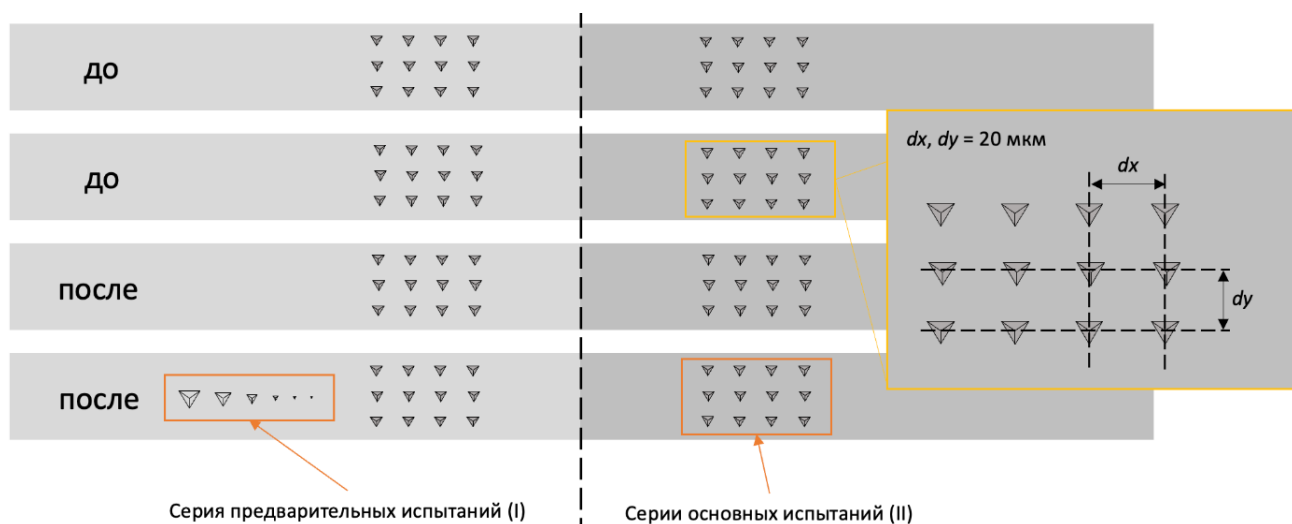 до
до
dx, dy = 20 мкм
dx
после
dy
после
Серия предварительных испытаний (I)
Серии основных испытаний (II)